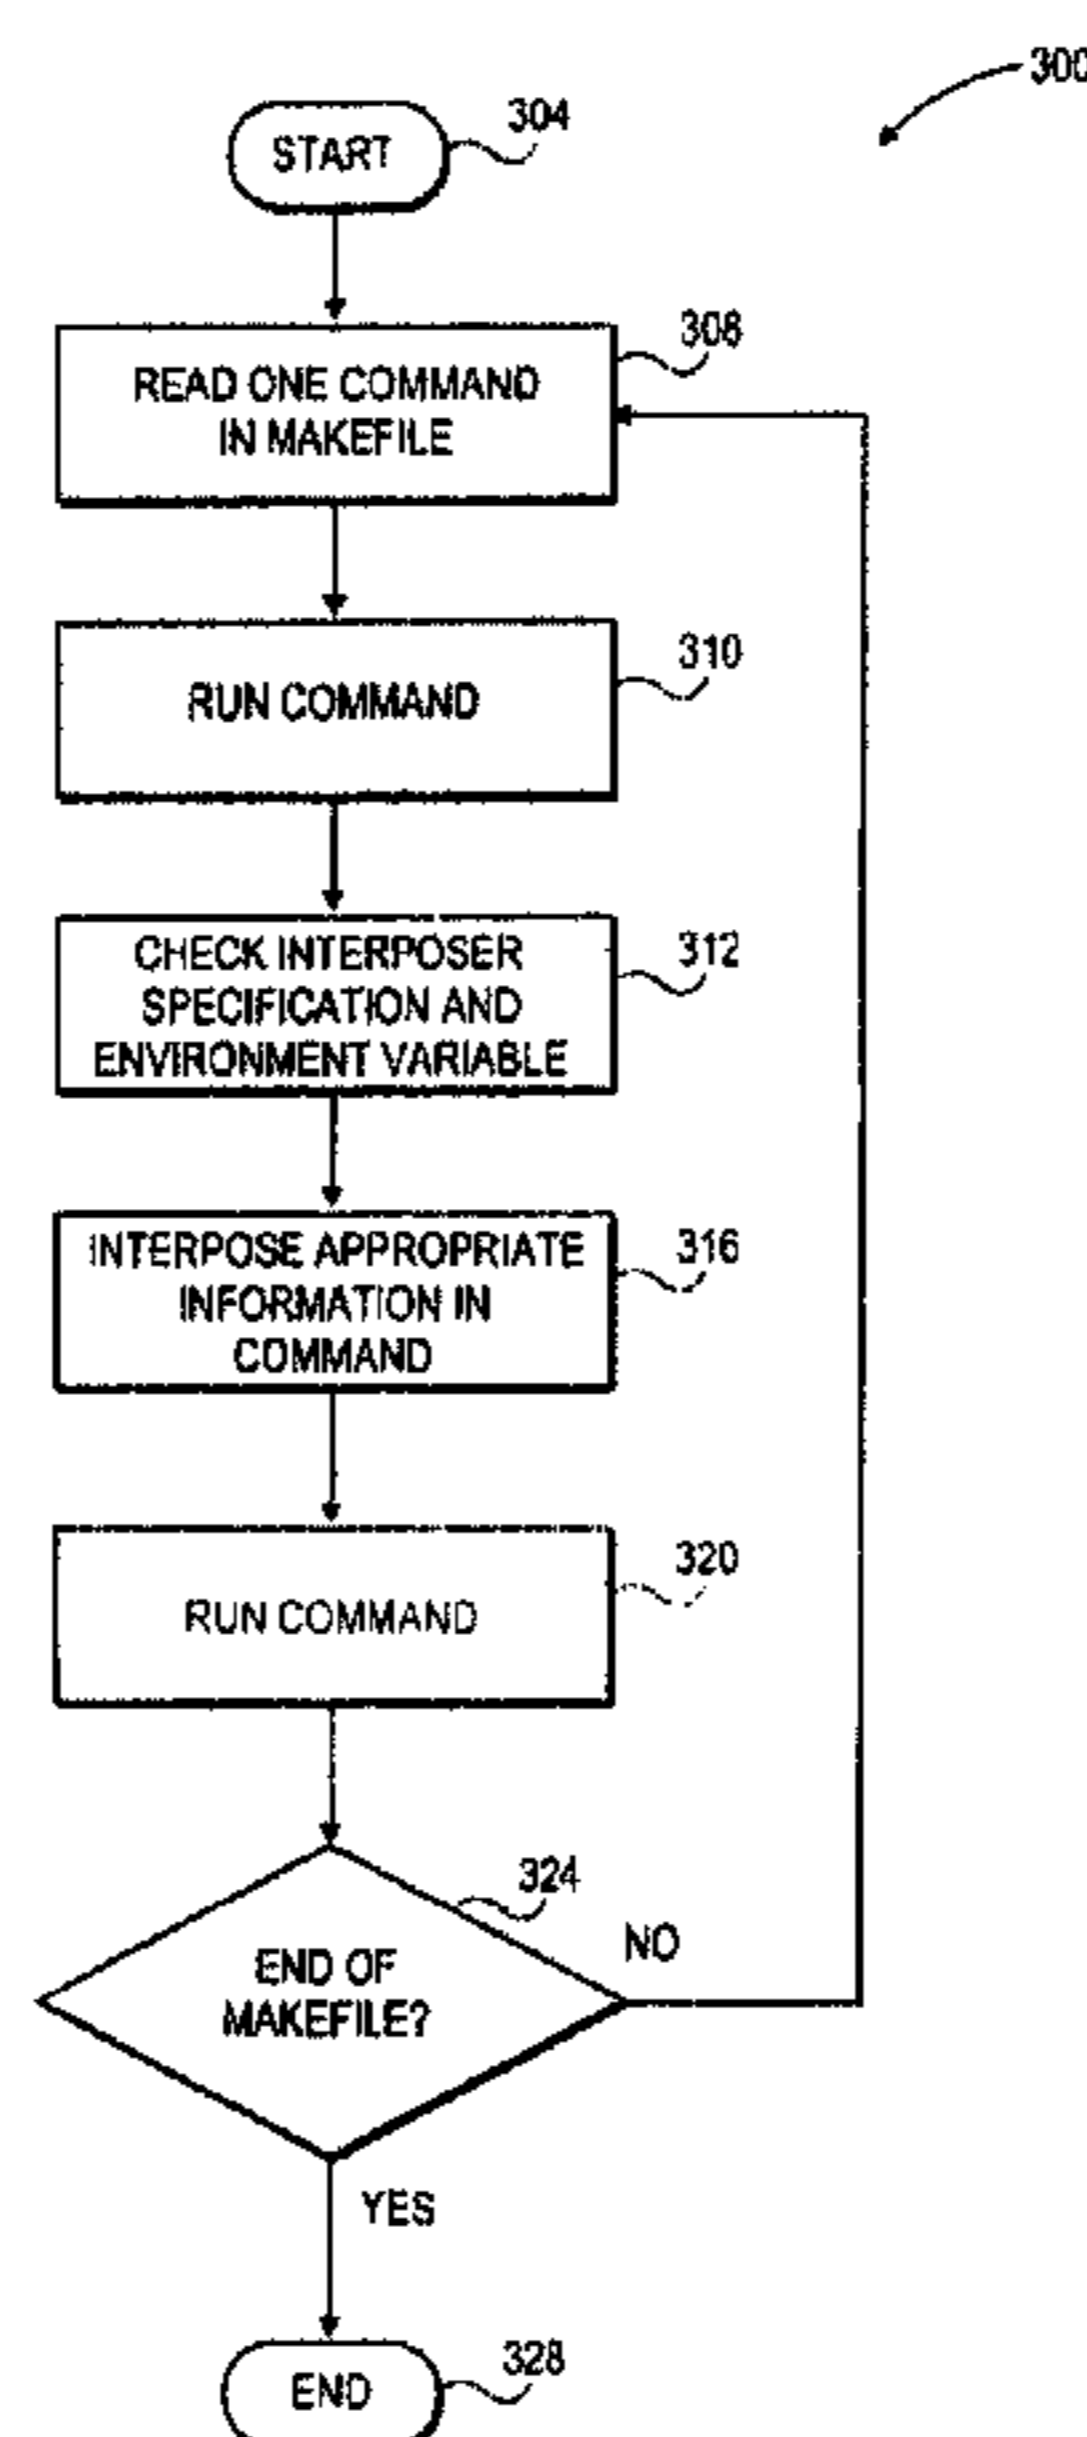 300
START
304
READ ONE COMMAND
IN MAKEFILE
308
RUN COMMAND
310
CHECK INTERPOSER
SPECIFICATION AND
ENVIRONMENT VARIABLE
312
INTERPOSE APPROPRIATE
INFORMATION IN
COMMAND
316
RUN COMMAND
320
END OF
MAKEFILE?
324
NO
YES
END
328